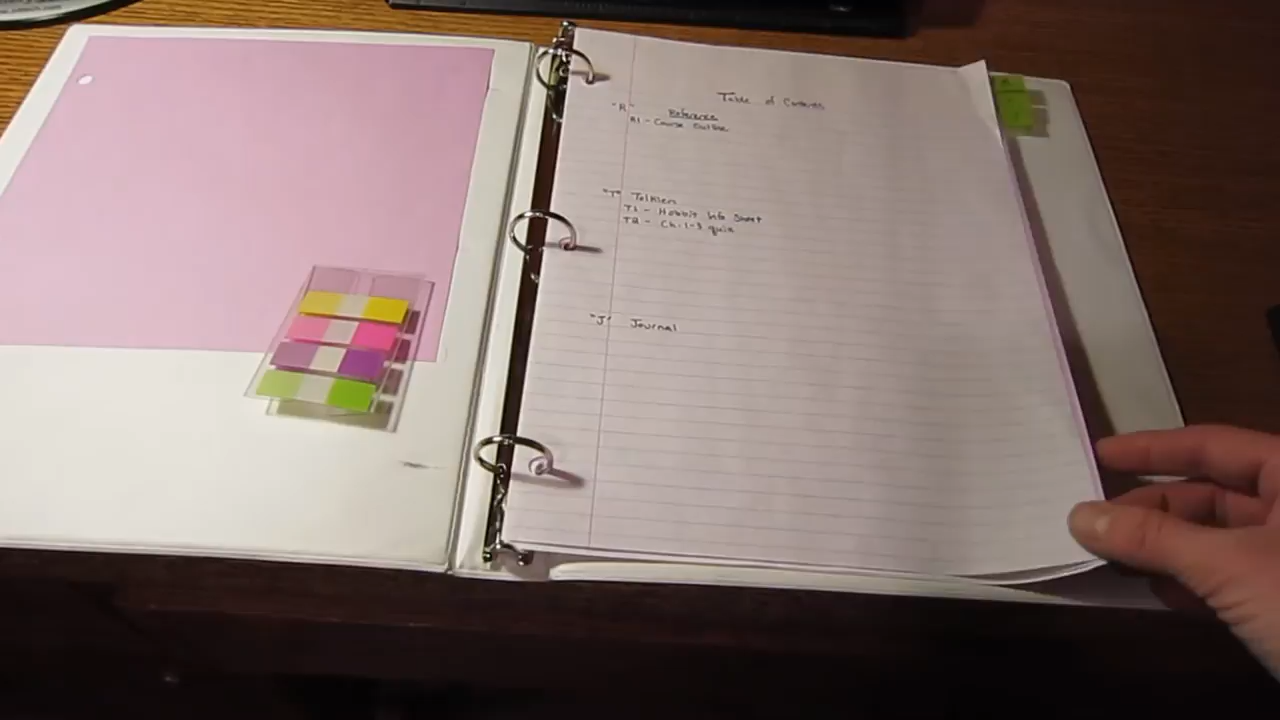 Table of Contents
"R" Reference
R1 - Course Outline
"T" Tolkien
T1 - Hobbit Info Sheet
T2 - Ch. 1-3 quiz
"J" Journal